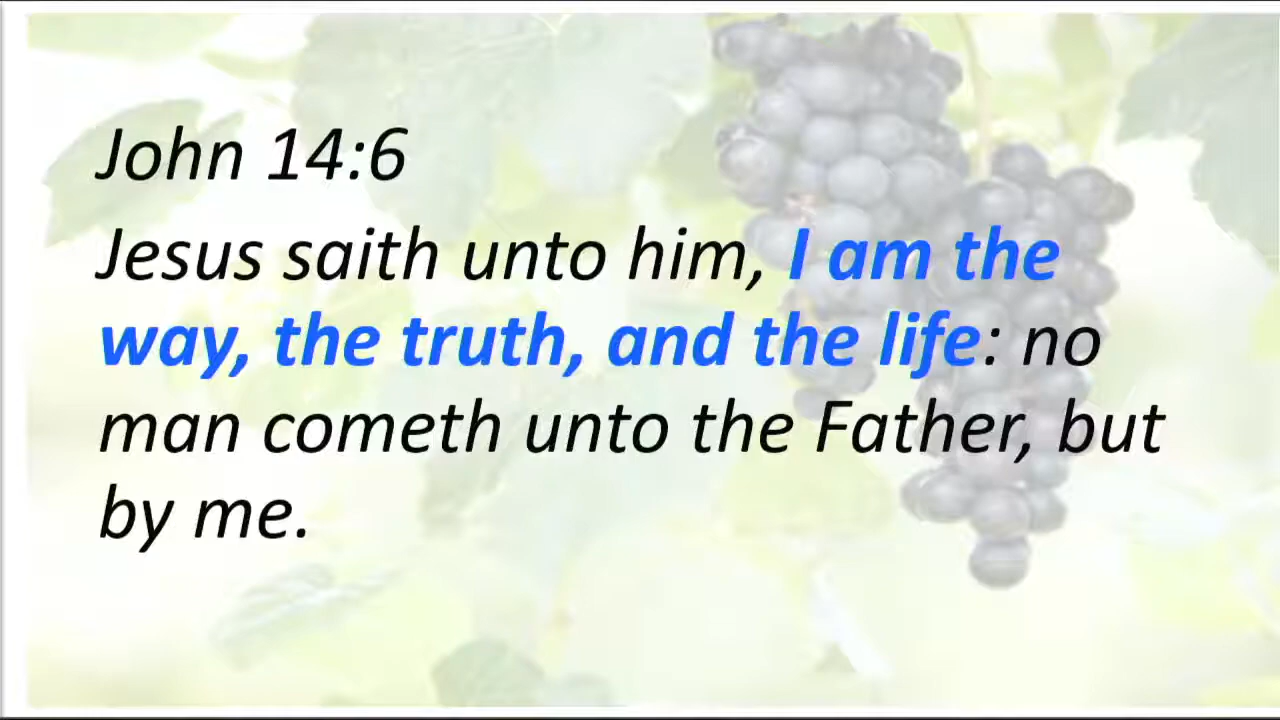 John 14:6
Jesus saith unto him, I am the
way, the truth, and the life: no
man cometh unto the Father, but
by me.